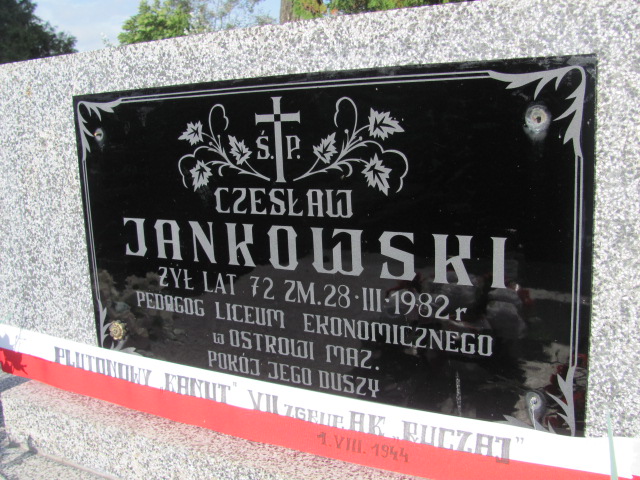 Ś.P.
CZESŁAW
JANKOWSKI
ŻYŁ LAT 72 ZM.28·III·1982r
PEDAGOG LICEUM EKONOMICZNEGO
w OSTROWI MAZ.
POKÓJ JEGO DUSZY
PLUTONOWY "KANUT" VII ZGRUP. AK "RUCZAJ"
1.VIII.1944